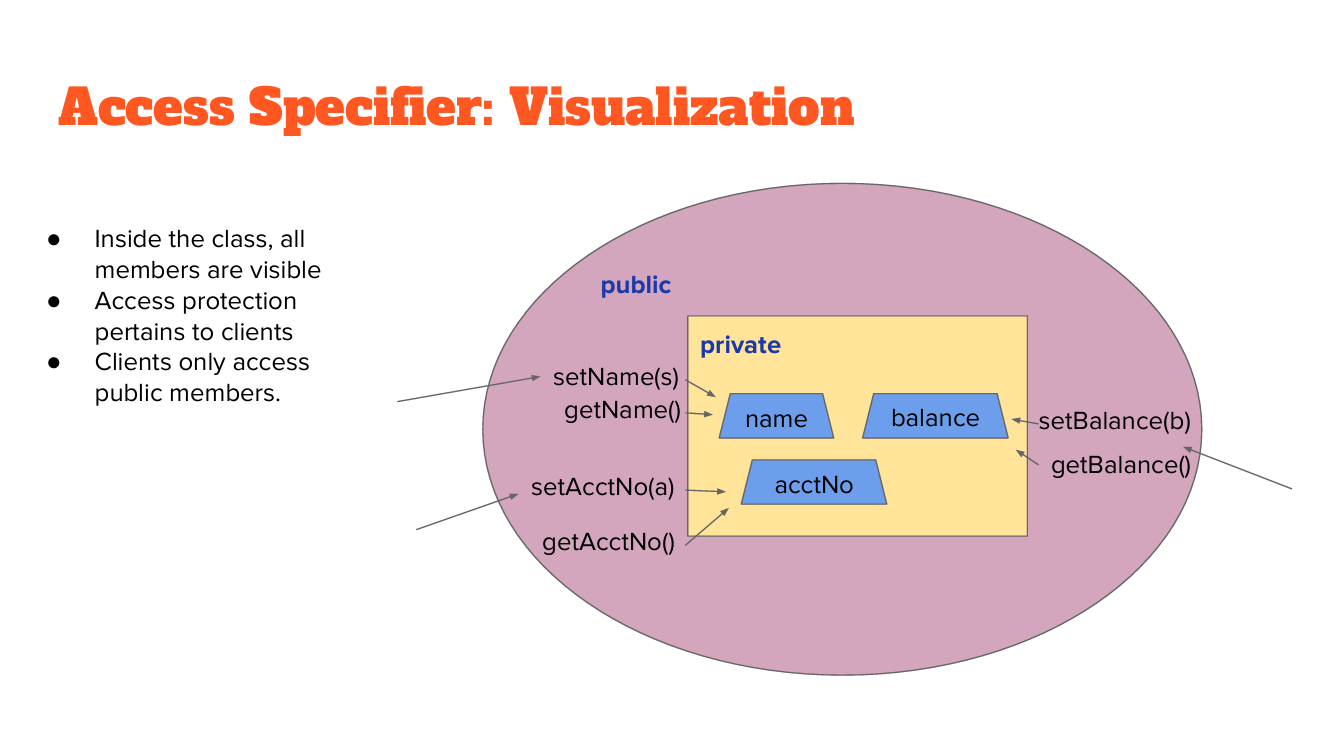 Access Specifier: Visualization
● Inside the class, all
members are visible
● Access protection
pertains to clients
● Clients only access
public members.
public
private
setName(s)
getName()
name
balance
setBalance(b)
getBalance()
setAcctNo(a)
acctNo
getAcctNo()